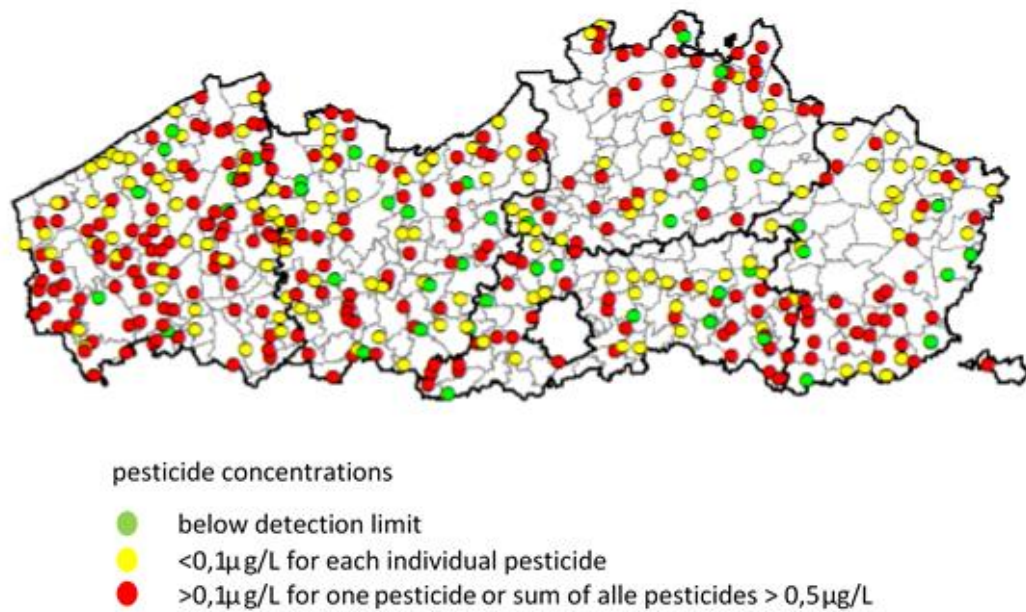 pesticide concentrations
below detection limit
<0,1µg/L for each individual pesticide
>0,1µg/L for one pesticide or sum of alle pesticides > 0,5µg/L